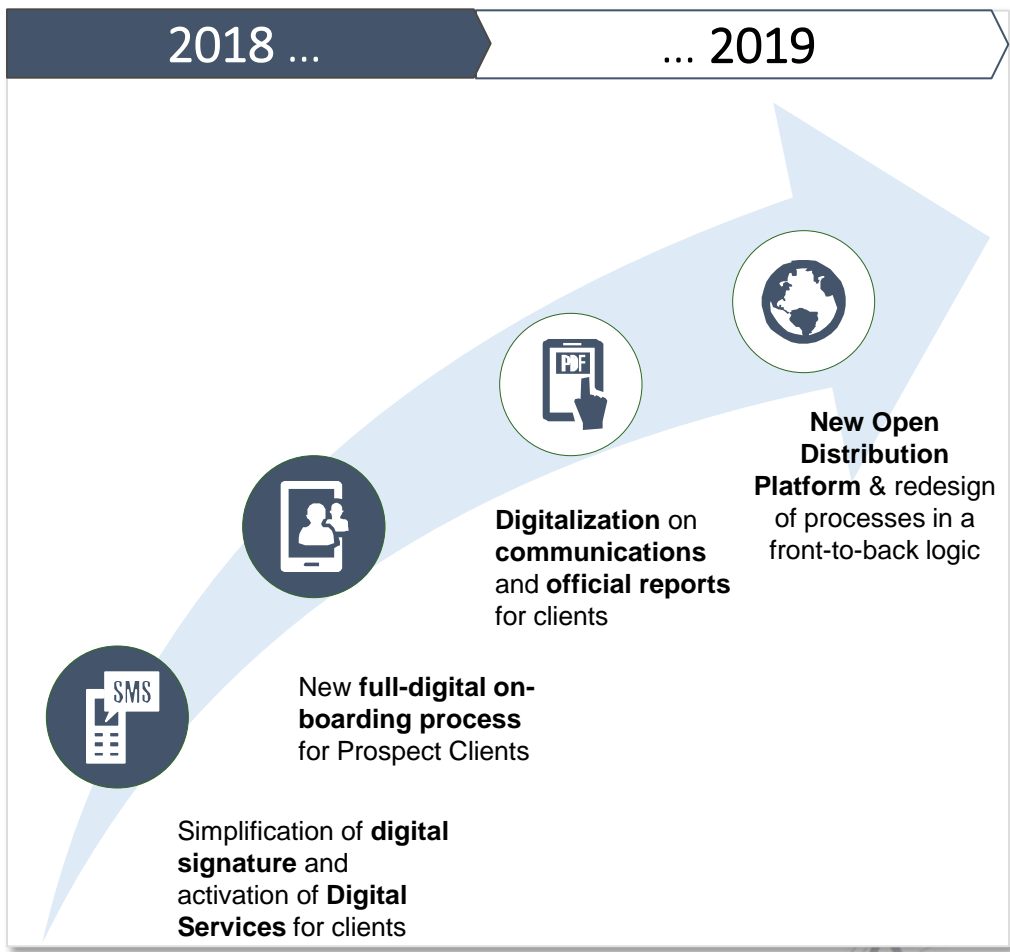 2018 ...
... 2019
PDF
New Open
Distribution
Platform & redesign
of processes in a
front-to-back logic
Digitalization on
communications
and official reports
for clients
SMS
New full-digital on-
boarding process
for Prospect Clients
Simplification of digital
signature and
activation of Digital
Services for clients